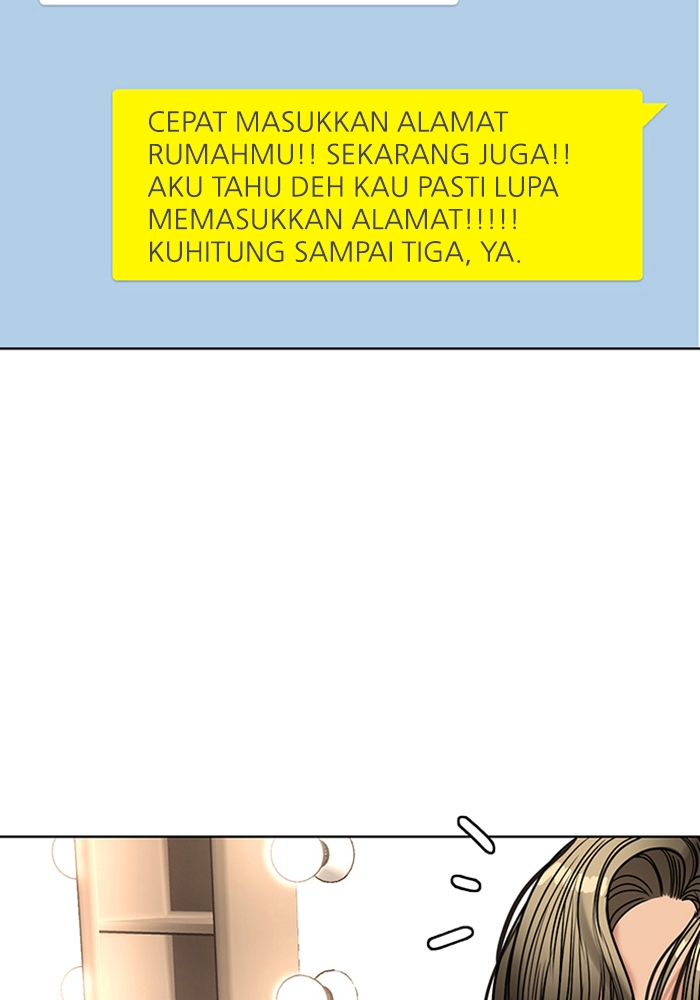 CEPAT MASUKKAN ALAMAT
RUMAHMU!! SEKARANG JUGA!!
AKU TAHU DEH KAU PASTI LUPA
MEMASUKKAN ALAMAT!!!!!
KUHITUNG SAMPAI TIGA, YA.